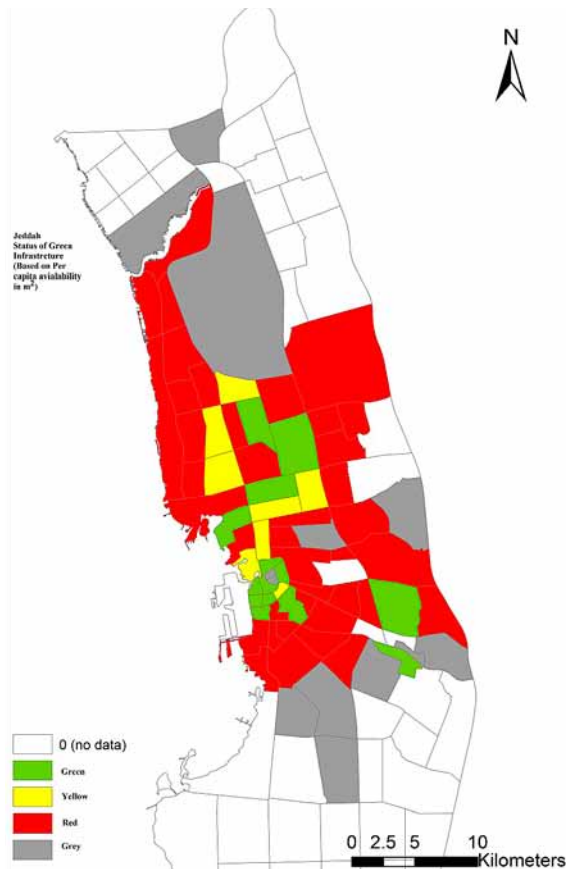 N
Jeddah
Status of Green
Infrastreture
(Based on Per
capita avialability
in m²)
0 (no data)
Green
Yellow
Red
Grey
0 2.5 5 10
Kilometers